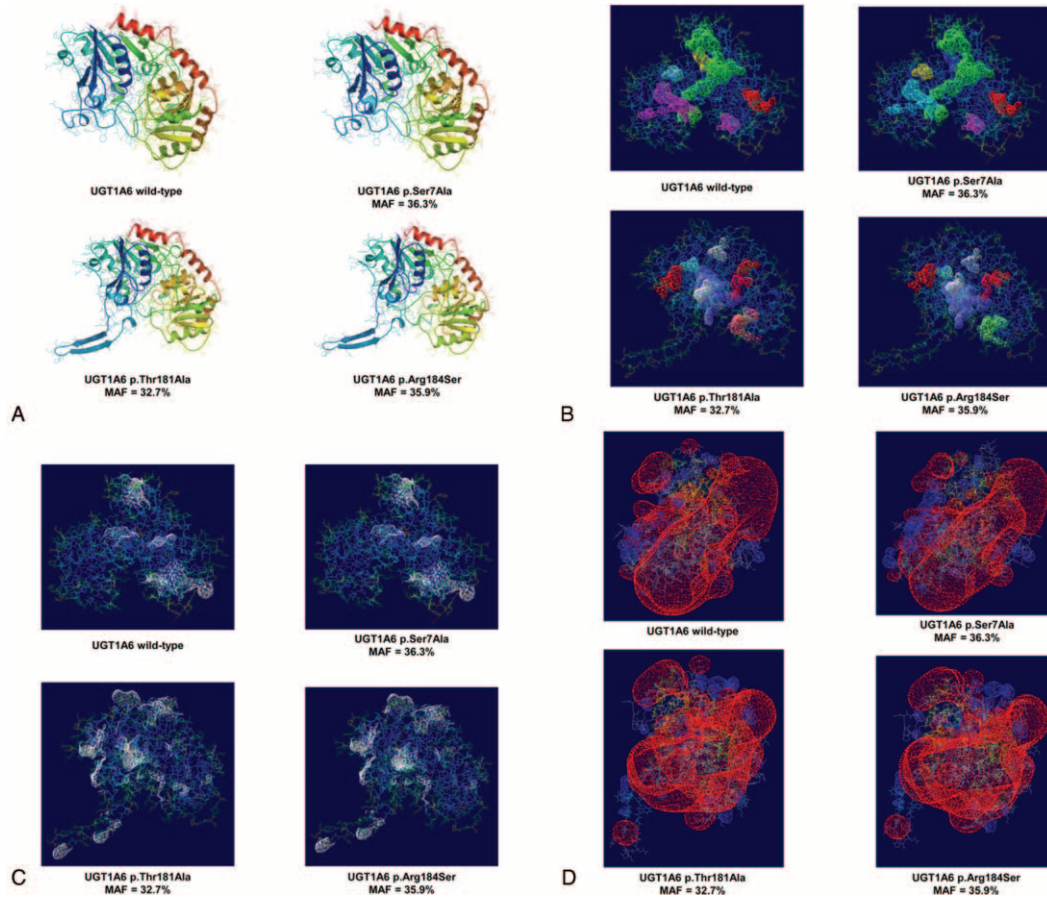 UGT1A6 wild-type
UGT1A6 p.Ser7Ala
MAF = 36.3%
UGT1A6 p.Thr181Ala
MAF = 32.7%
UGT1A6 p.Arg184Ser
MAF = 35.9%
A
UGT1A6 wild-type
UGT1A6 p.Ser7Ala
MAF = 36.3%
UGT1A6 p.Thr181Ala
MAF = 32.7%
UGT1A6 p.Arg184Ser
MAF = 35.9%
B
UGT1A6 wild-type
UGT1A6 p.Ser7Ala
MAF = 36.3%
UGT1A6 p.Thr181Ala
MAF = 32.7%
UGT1A6 p.Arg184Ser
MAF = 35.9%
C
UGT1A6 wild-type
UGT1A6 p.Ser7Ala
MAF = 36.3%
UGT1A6 p.Thr181Ala
MAF = 32.7%
UGT1A6 p.Arg184Ser
MAF = 35.9%
D